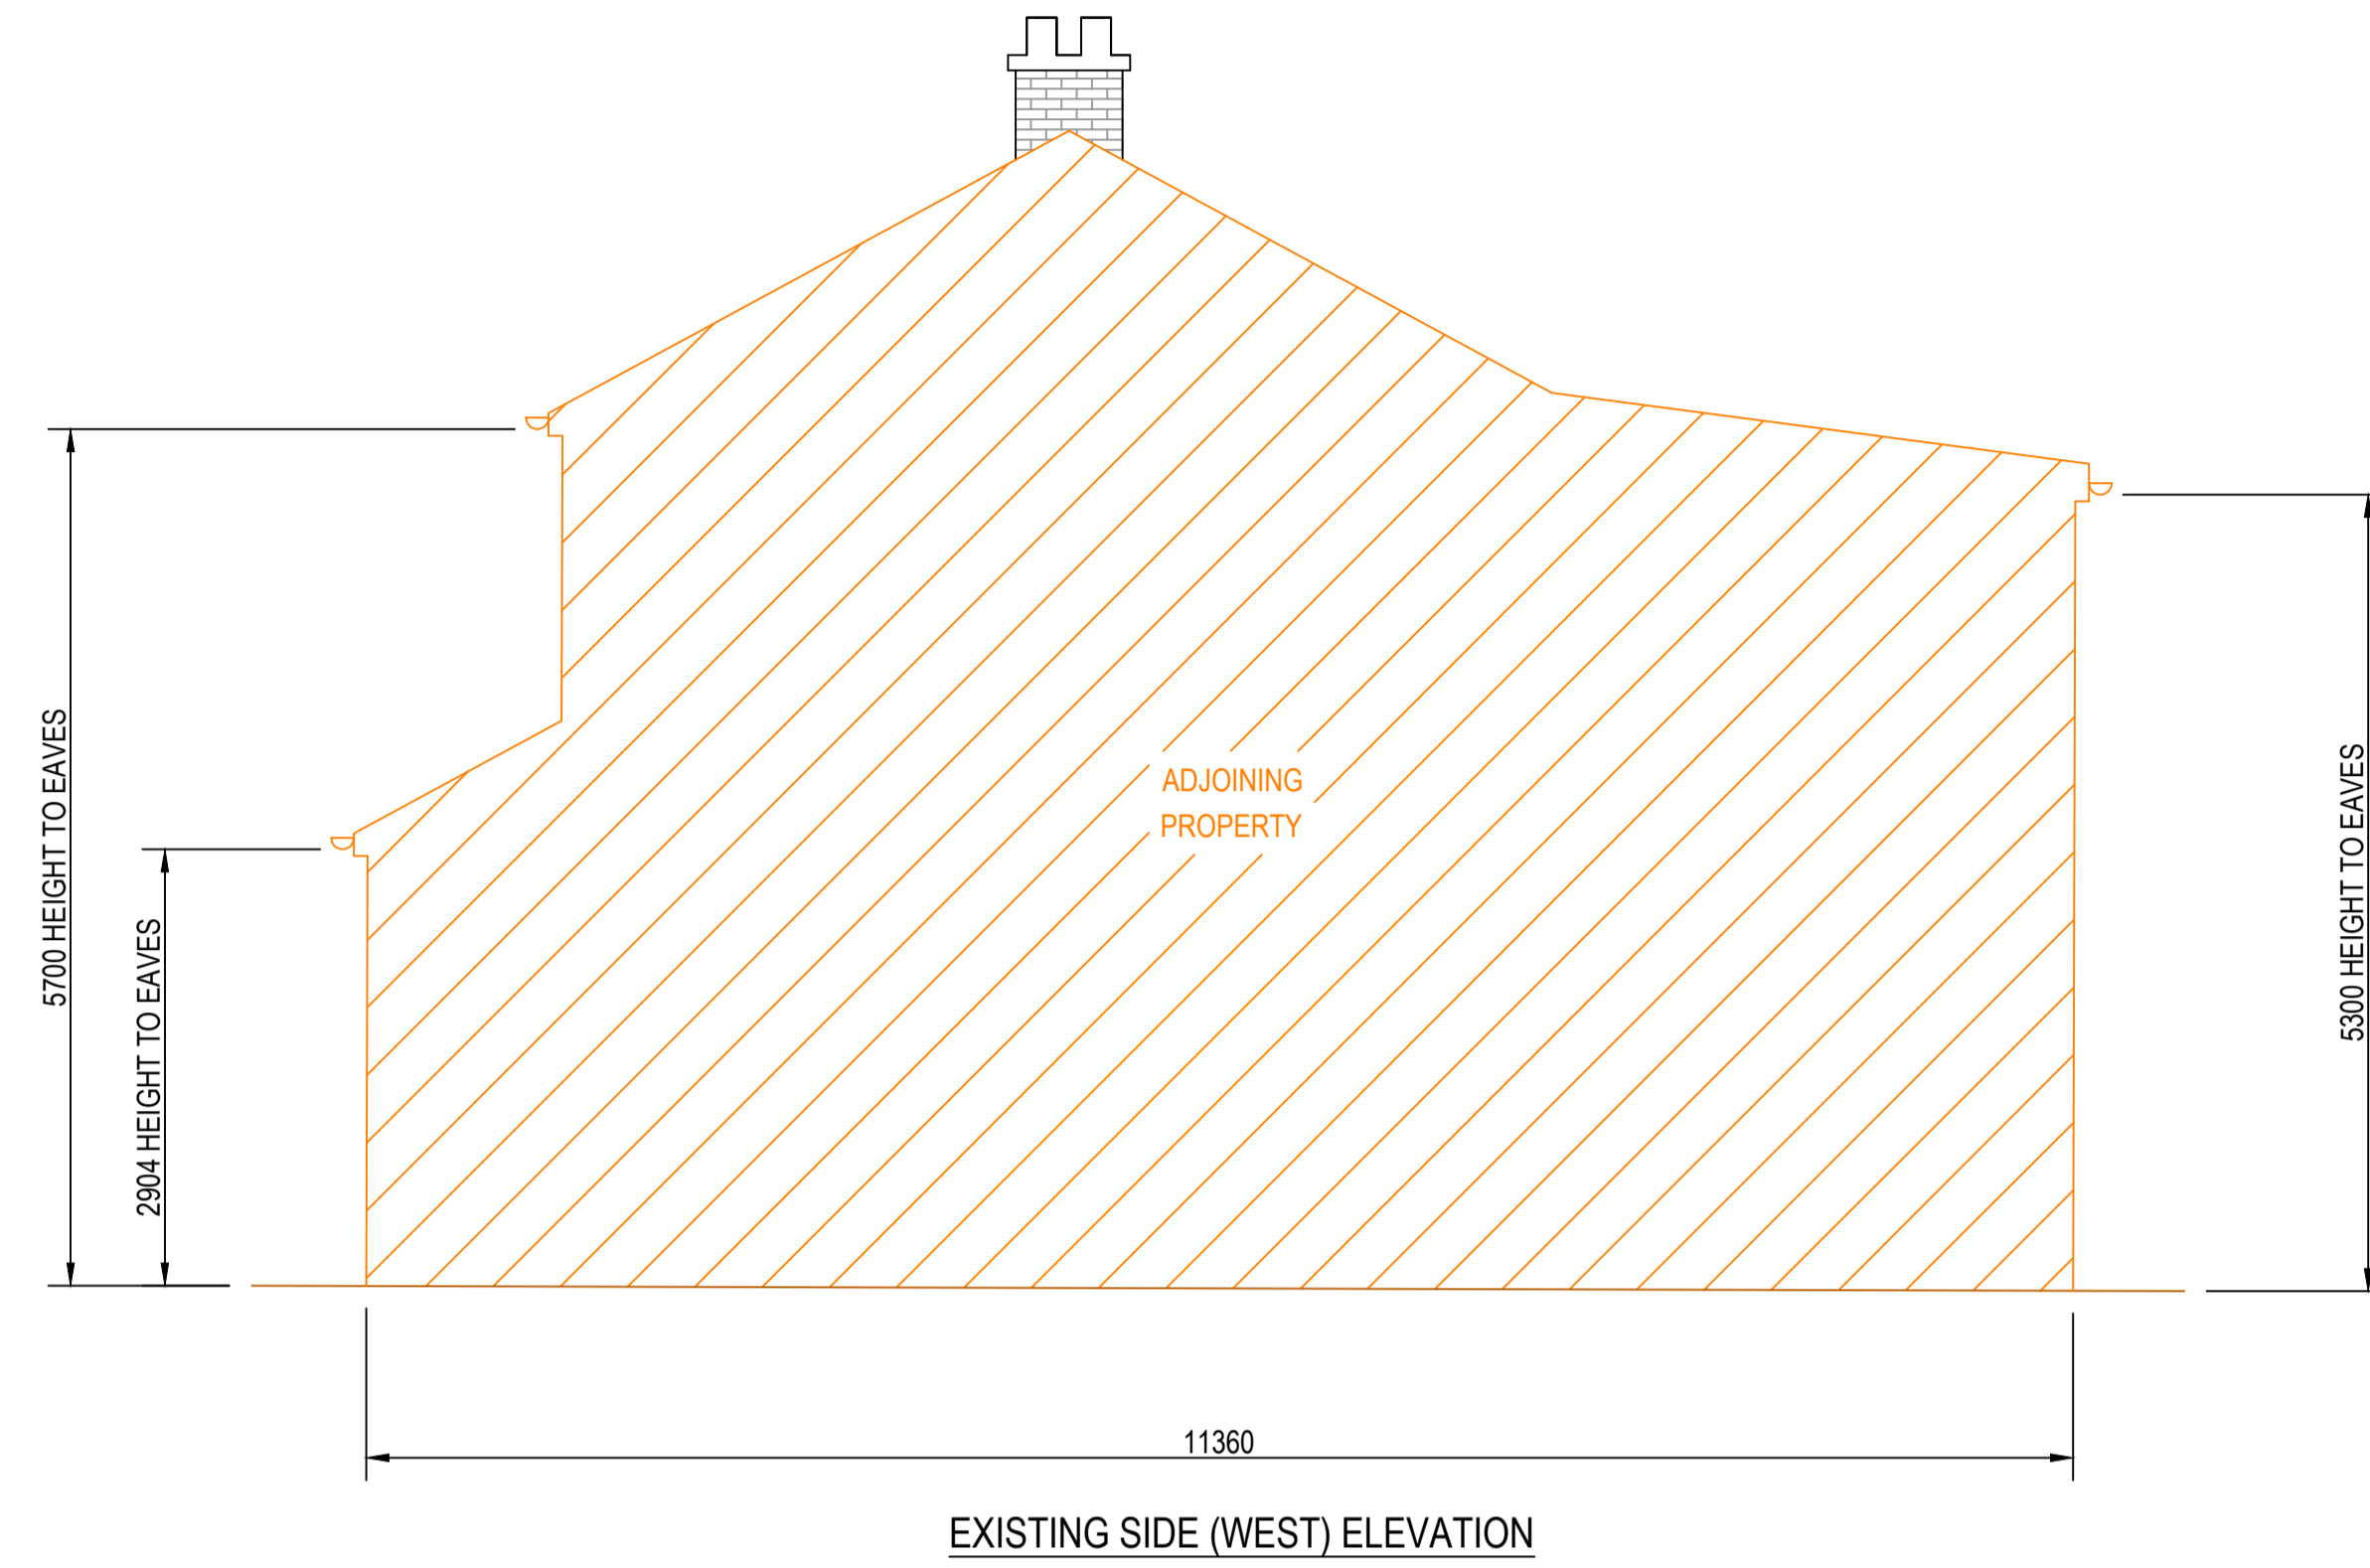 5700 HEIGHT TO EAVES
2904 HEIGHT TO EAVES
ADJOINING
PROPERTY
5300 HEIGHT TO EAVES
11360
EXISTING SIDE (WEST) ELEVATION